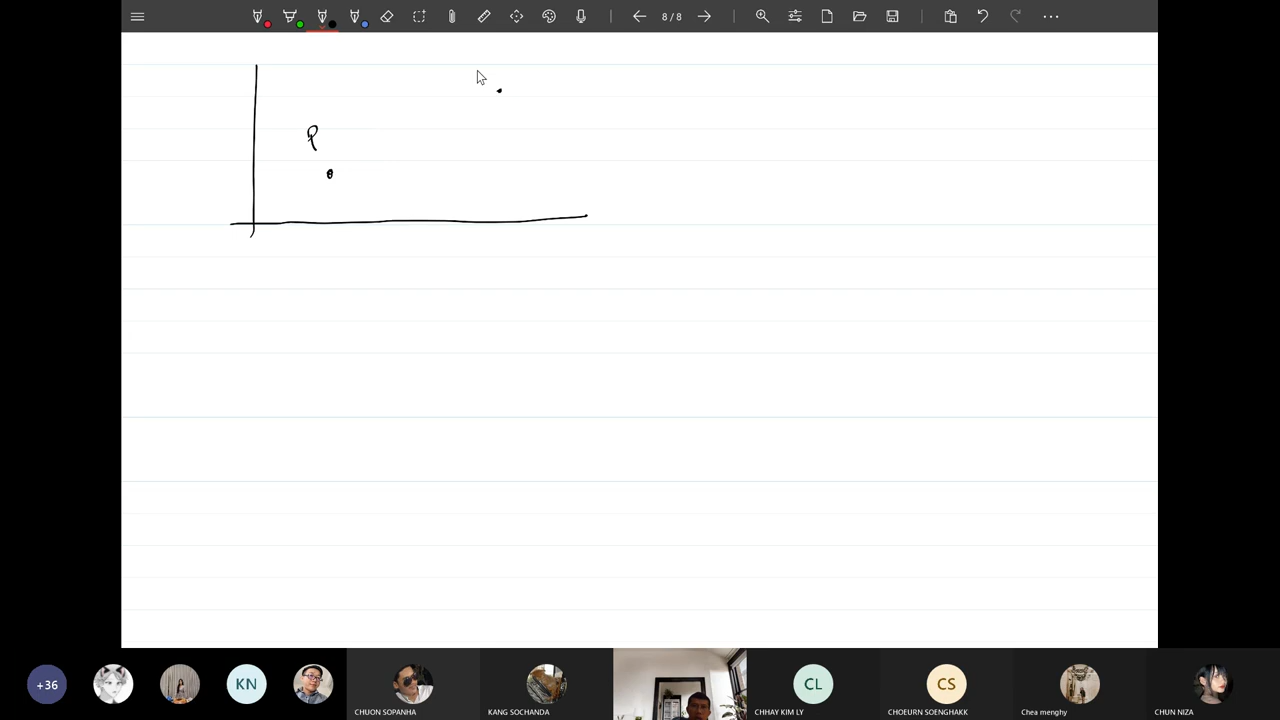 8/8
P
+36
KN
CHUON SOPANHA
KANG SOCHANDA
CL
CHHAY KIM LY
CS
CHOEURN SOENGHAKK
Chea menghy
CHUN NIZA